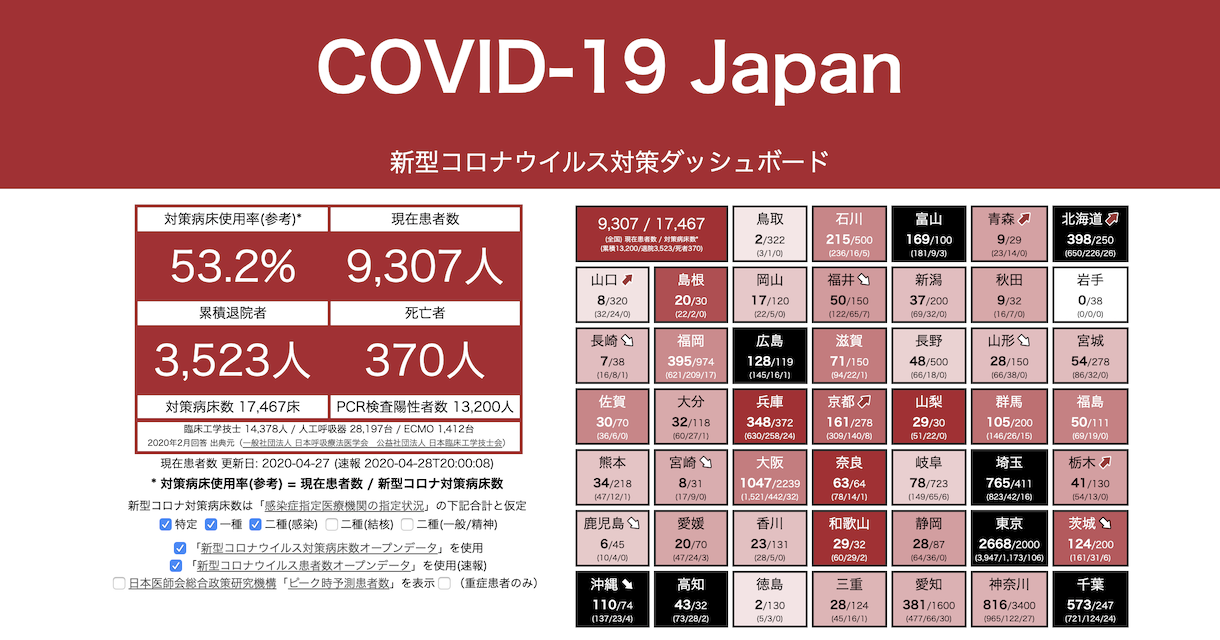 COVID-19 Japan
新型コロナウイルス対策ダッシュボード
対策病床使用率(参考)*
現在患者数
53.2%
9,307人
累積退院者
死亡者
3,523人
370人
対策病床数 17,467床
PCR検査陽性者数 13,200人
臨床工学技士 14,378人 / 人工呼吸器 28,197台 / ECMO 1,412台
2020年2月回答 出典元（一般社団法人 日本呼吸療法医学会　公益社団法人 日本臨床工学技士会）
現在患者数 更新日: 2020-04-27 (速報 2020-04-28T20:00:08)
* 対策病床使用率(参考) = 現在患者数 / 新型コロナ対策病床数
新型コロナ対策病床数は「感染症指定医療機関の指定状況」の下記合計と仮定
特定 一種 二種(感染) 二種(結核) 二種(一般/精神)
「新型コロナウイルス対策病床数オープンデータ」を使用
「新型コロナウイルス患者数オープンデータ」を使用(速報)
日本医師会総合政策研究機構「ピーク時予測患者数」を表示 （重症患者のみ）
9,307 / 17,467
(全国) 現在患者数 / 対策病床数*
(累積13,200/退院3,523/死者370)
鳥取
2/322
(3/1/0)
石川
215/500
(236/16/5)
富山
169/100
(181/9/3)
青森
9/29
(23/14/0)
北海道
398/250
(650/226/26)
山口
8/320
(32/24/0)
島根
20/30
(22/2/0)
岡山
17/120
(22/5/0)
福井
50/150
(122/65/7)
新潟
37/200
(69/32/0)
秋田
9/32
(16/7/0)
岩手
0/38
(0/0/0)
長崎
7/38
(16/8/1)
福岡
395/974
(621/209/17)
広島
128/119
(145/16/1)
滋賀
71/150
(94/22/1)
長野
48/500
(66/18/0)
山形
28/150
(66/38/0)
宮城
54/278
(86/32/0)
佐賀
30/70
(36/6/0)
大分
32/118
(60/27/1)
兵庫
348/372
(630/258/24)
京都
161/278
(309/140/8)
山梨
29/30
(51/22/0)
群馬
105/200
(146/26/15)
福島
50/111
(69/19/0)
熊本
34/218
(47/12/1)
宮崎
8/31
(17/9/0)
大阪
1047/2239
(1,521/442/32)
奈良
63/64
(78/14/1)
岐阜
78/723
(149/65/6)
埼玉
765/411
(823/42/16)
栃木
41/130
(54/13/0)
鹿児島
6/45
(10/4/0)
愛媛
20/70
(47/24/3)
香川
23/131
(28/5/0)
和歌山
29/32
(60/29/2)
静岡
28/87
(64/36/0)
東京
2668/2000
(3,947/1,173/106)
茨城
124/200
(161/31/6)
沖縄
110/74
(137/23/4)
高知
43/32
(73/28/2)
徳島
2/130
(5/3/0)
三重
28/124
(45/16/1)
愛知
381/1600
(477/66/30)
神奈川
816/3400
(965/122/27)
千葉
573/247
(721/124/24)